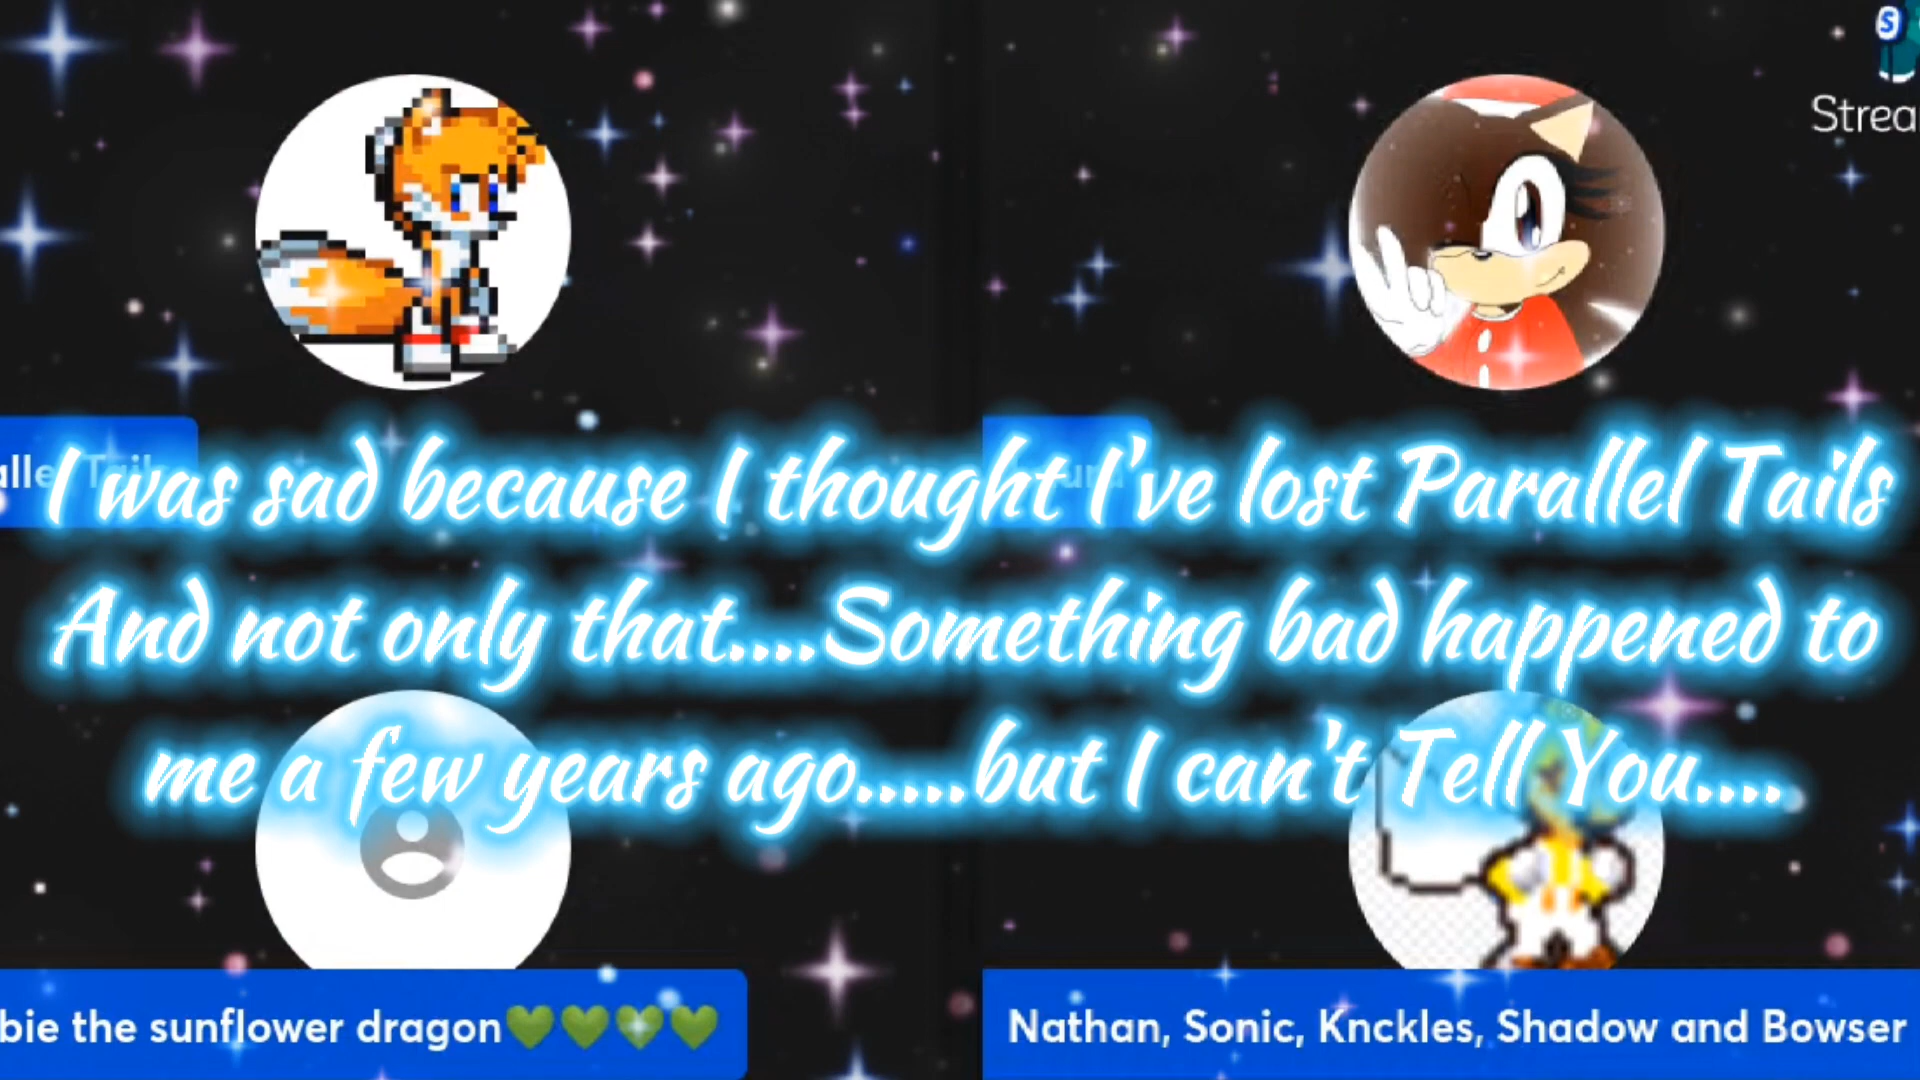 S
Strea
I was sad because I thought I've lost Parallel Tails
And not only that....Something bad happened to
me a few years ago.....but I can't Tell You....
bie the sunflower dragon💚💚💚💚
Nathan, Sonic, Knckles, Shadow and Bowser